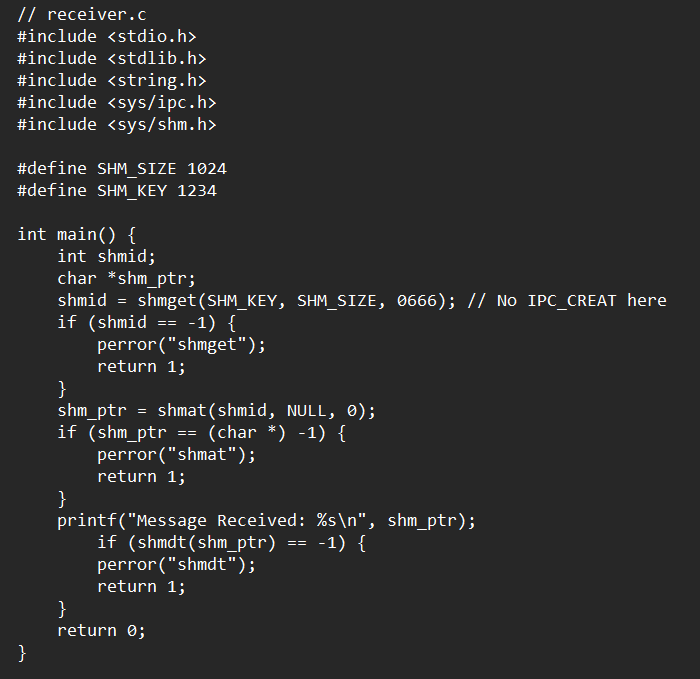 // receiver.c
#include <stdio.h>
#include <stdlib.h>
#include <string.h>
#include <sys/ipc.h>
#include <sys/shm.h>

#define SHM_SIZE 1024
#define SHM_KEY 1234

int main() {
    int shmid;
    char *shm_ptr;
    shmid = shmget(SHM_KEY, SHM_SIZE, 0666); // No IPC_CREAT here
    if (shmid == -1) {
        perror("shmget");
        return 1;
    }
    shm_ptr = shmat(shmid, NULL, 0);
    if (shm_ptr == (char *) -1) {
        perror("shmat");
        return 1;
    }
    printf("Message Received: %s\n", shm_ptr);
        if (shmdt(shm_ptr) == -1) {
        perror("shmdt");
        return 1;
    }
    return 0;
}